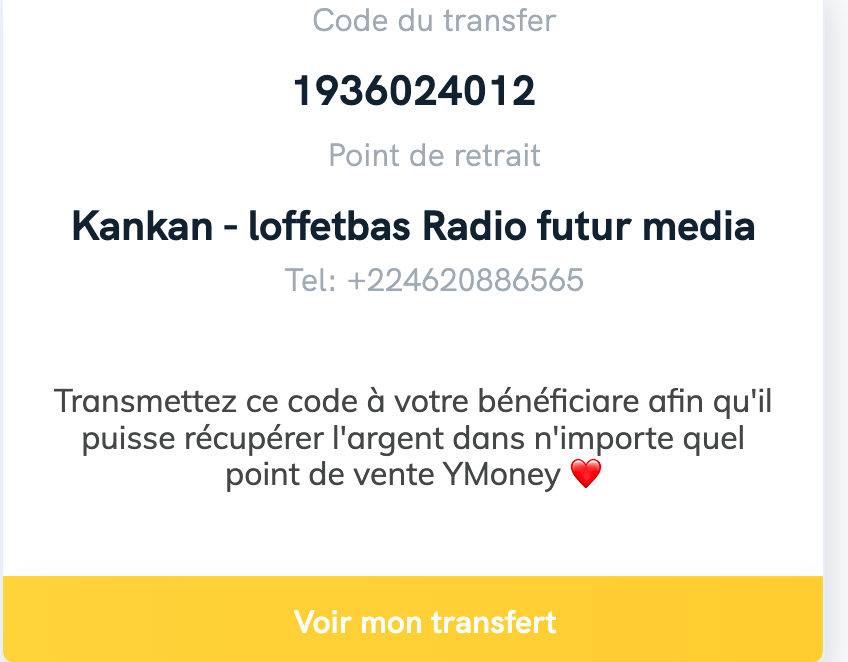 Code du transfer
1936024012
Point de retrait
Kankan - loffetbas Radio futur media
Tel: +224620886565
Transmettez ce code à votre bénéficiare afin qu'il
puisse récupérer l'argent dans n'importe quel
point de vente YMoney ❤️
Voir mon transfert